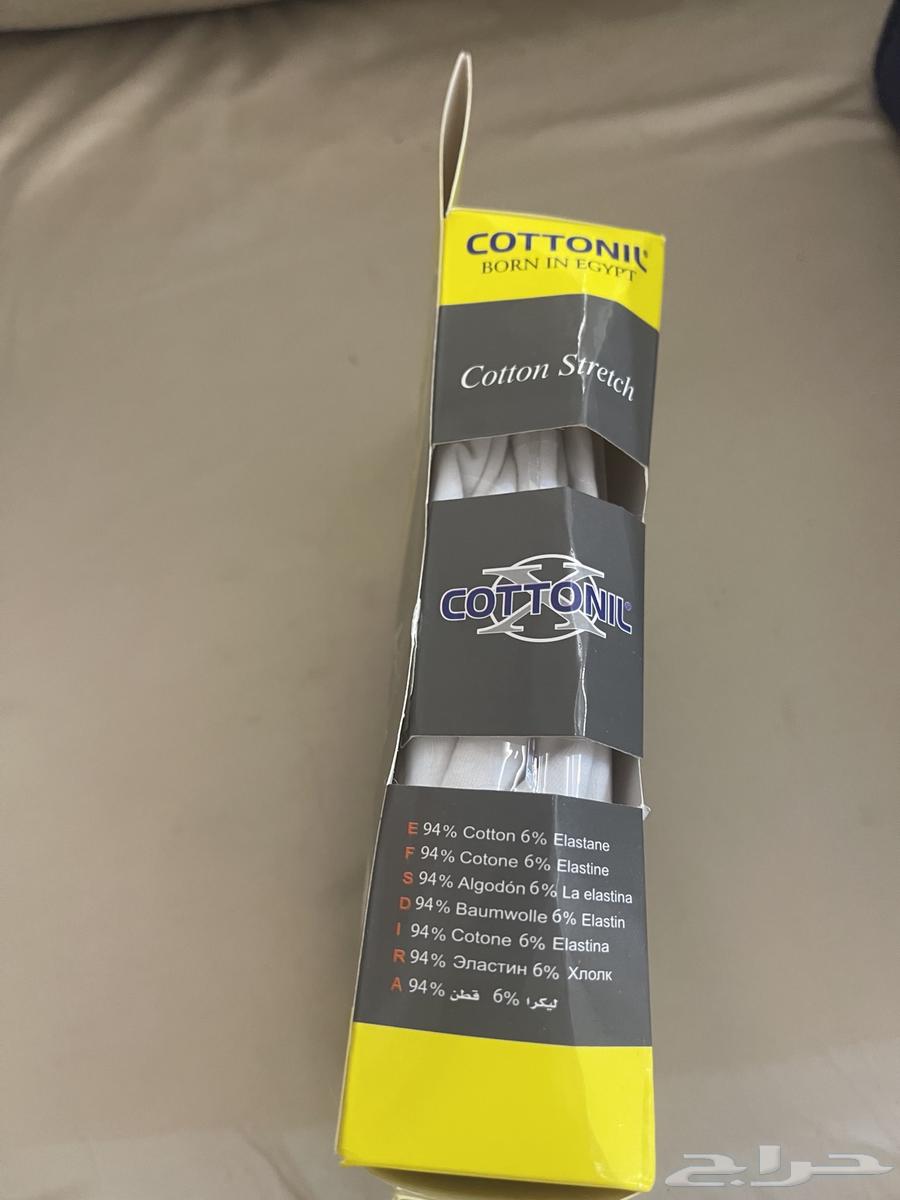 COTTONIL®
BORN IN EGYPT
Cotton Stretch
X
COTTONIL®
E 94% Cotton 6% Elastane
F 94% Cotone 6% Elastine
S 94% Algodón 6% La elastina
D 94% Baumwolle 6% Elastin
I 94% Cotone 6% Elastina
R 94% Эластин 6% Хлолк
A 94% قطن 6% ليكرا
حراج